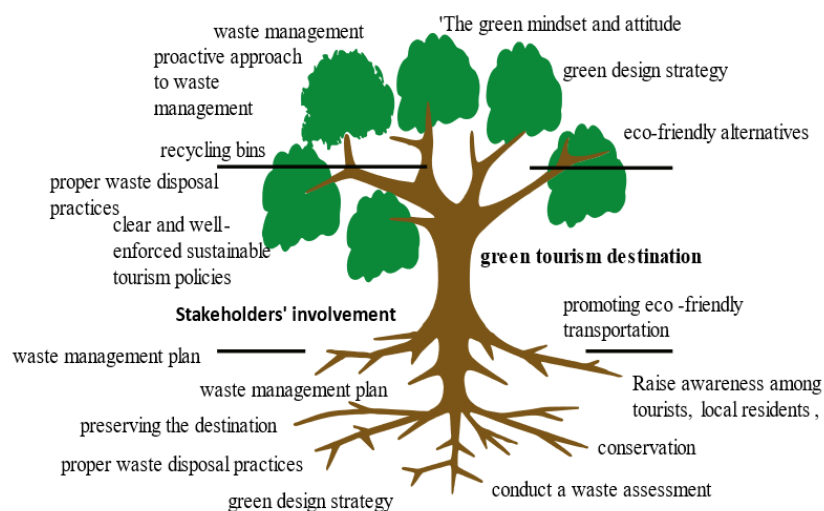 waste management
'The green mindset and attitude
proactive approach
to waste
management
green design strategy
eco-friendly alternatives
recycling bins
proper waste disposal
practices
clear and well-
enforced sustainable
tourism policies
green tourism destination
Stakeholders' involvement
promoting eco -friendly
transportation
waste management plan
waste management plan
Raise awareness among
tourists, local residents ,
preserving the destination
conservation
proper waste disposal practices
green design strategy
conduct a waste assessment